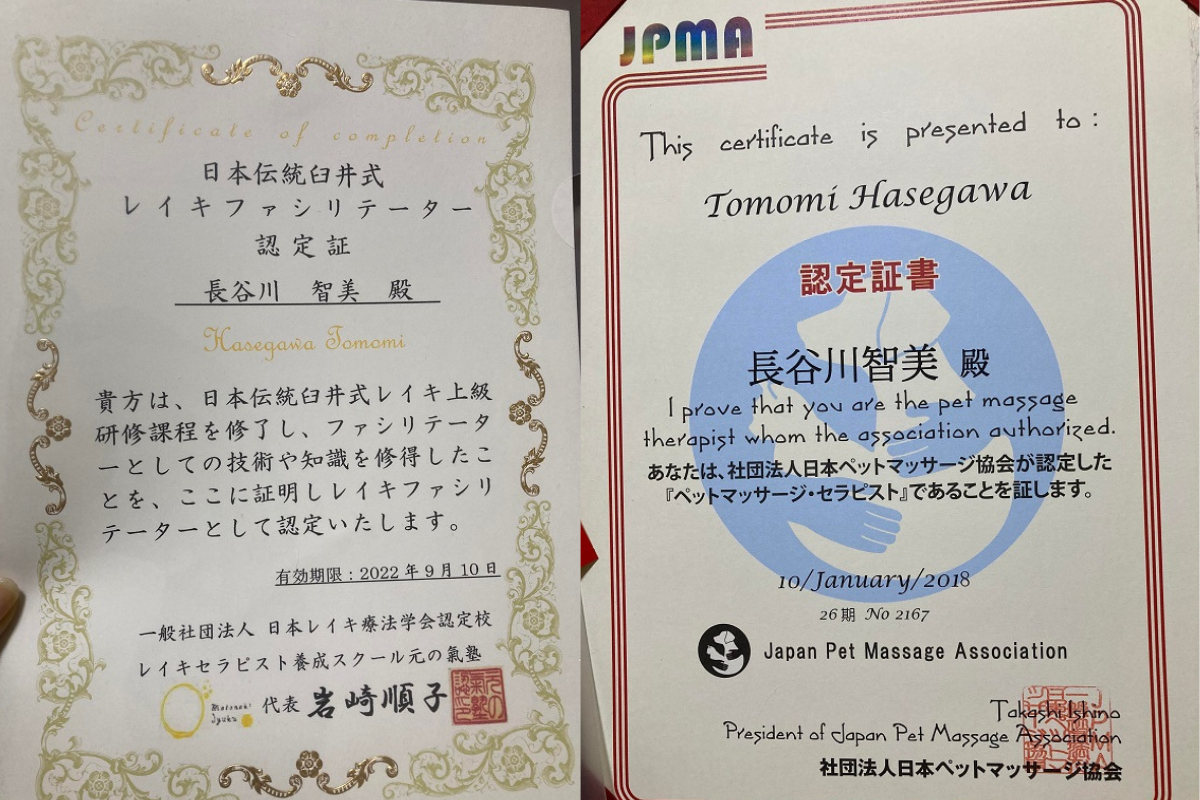 Certificate of completion
日本伝統臼井式
レイキファシリテーター
認定証
長谷川 智美 殿
Hasegawa Tomomi
貴方は、日本伝統臼井式レイキ上級
研修課程を修了し、ファシリテータ
ーとしての技術や知識を修得したこ
とを、ここに証明しレイキファシリ
テーターとして認定いたします。
有効期限：2022年9月10日
一般社団法人 日本レイキ療法学会認定校
レイキセラピスト養成スクール元の氣塾
Motonoki
Jyuku
代表 岩崎順子
JPMA
This certificate is presented to :
Tomomi Hasegawa
認定証書
長谷川智美 殿
I prove that you are the pet massage
therapist whom the association authorized.
あなたは、社団法人日本ペットマッサージ協会が認定した
『ペットマッサージ・セラピスト』であることを証します。
10/January/2018
26期 No 2167
Japan Pet Massage Association
Takashi Ishino
President of Japan Pet Massage Association
社団法人日本ペットマッサージ協会